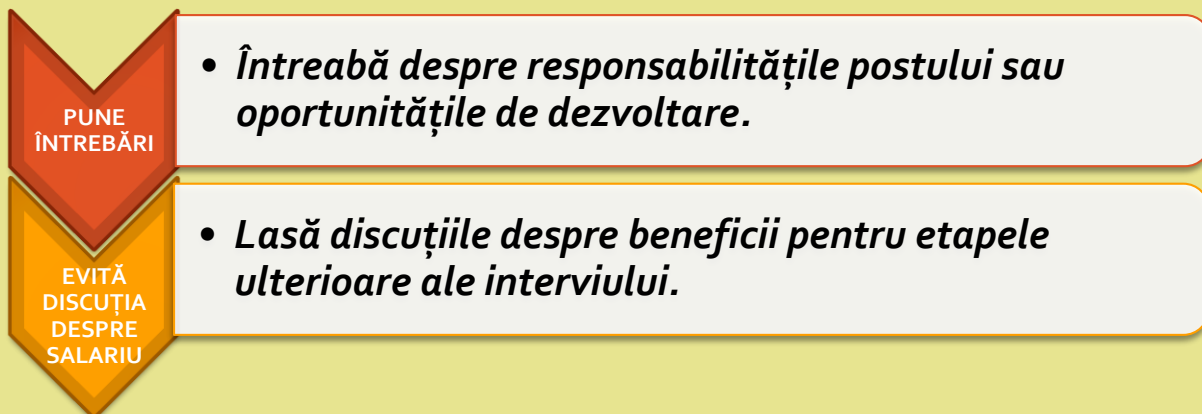 PUNE
ÎNTREBĂRI
• Întreabă despre responsabilitățile postului sau
oportunitățile de dezvoltare.
EVITĂ
DISCUȚIA
DESPRE
SALARIU
• Lasă discuțiile despre beneficii pentru etapele
ulterioare ale interviului.